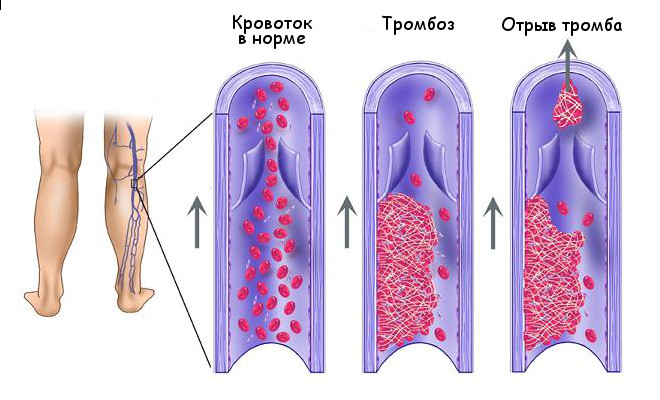 Кровоток
в норме
Тромбоз
Отрыв тромба